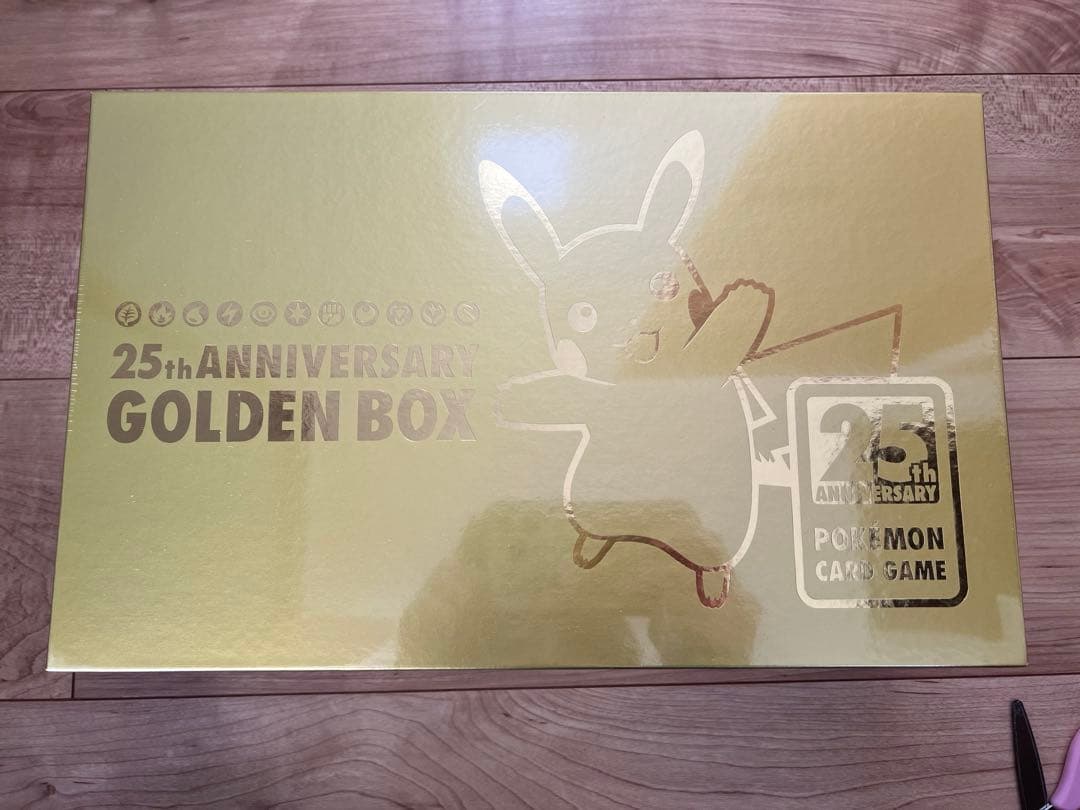 25th ANNIVERSARY
GOLDEN BOX
25th
ANNIVERSARY
POKÉMON
CARD GAME